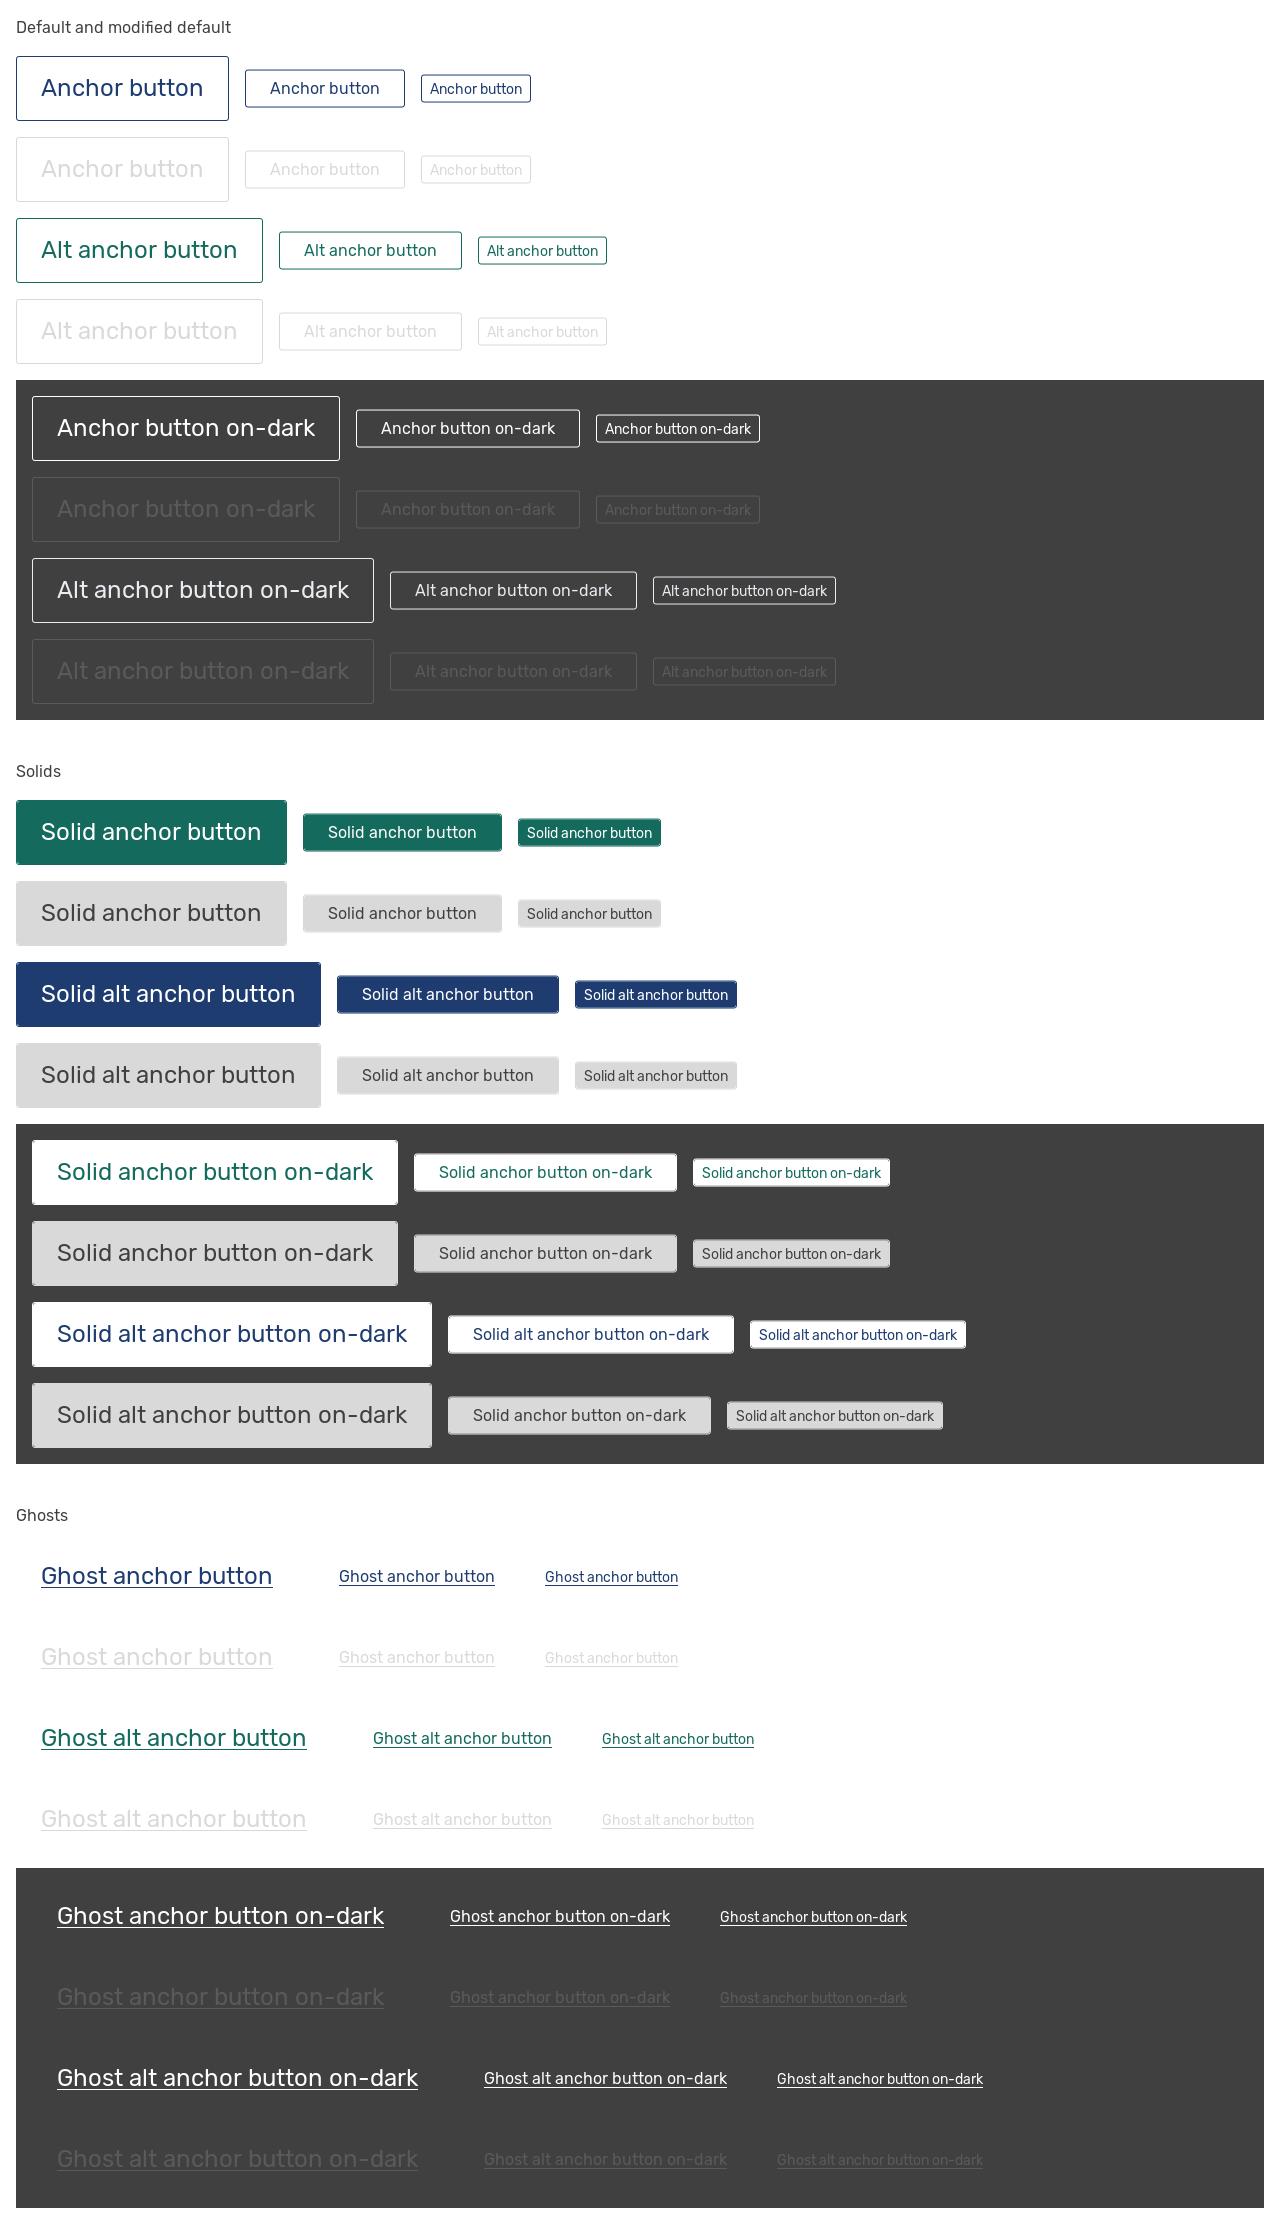 Default and modified default
Anchor button Anchor button Anchor button
Anchor button Anchor button Anchor button
Alt anchor button Alt anchor button Alt anchor button
Alt anchor button Alt anchor button Alt anchor button
Anchor button on-dark Anchor button on-dark Anchor button on-dark
Anchor button on-dark Anchor button on-dark Anchor button on-dark
Alt anchor button on-dark Alt anchor button on-dark Alt anchor button on-dark
Alt anchor button on-dark Alt anchor button on-dark Alt anchor button on-dark
Solids
Solid anchor button Solid anchor button Solid anchor button
Solid anchor button Solid anchor button Solid anchor button
Solid alt anchor button Solid alt anchor button Solid alt anchor button
Solid alt anchor button Solid alt anchor button Solid alt anchor button
Solid anchor button on-dark Solid anchor button on-dark Solid anchor button on-dark
Solid anchor button on-dark Solid anchor button on-dark Solid anchor button on-dark
Solid alt anchor button on-dark Solid alt anchor button on-dark Solid alt anchor button on-dark
Solid alt anchor button on-dark Solid anchor button on-dark Solid alt anchor button on-dark
Ghosts
Ghost anchor button Ghost anchor button Ghost anchor button
Ghost anchor button Ghost anchor button Ghost anchor button
Ghost alt anchor button Ghost alt anchor button Ghost alt anchor button
Ghost alt anchor button Ghost alt anchor button Ghost alt anchor button
Ghost anchor button on-dark Ghost anchor button on-dark Ghost anchor button on-dark
Ghost anchor button on-dark Ghost anchor button on-dark Ghost anchor button on-dark
Ghost alt anchor button on-dark Ghost alt anchor button on-dark Ghost alt anchor button on-dark
Ghost alt anchor button on-dark Ghost alt anchor button on-dark Ghost alt anchor button on-dark